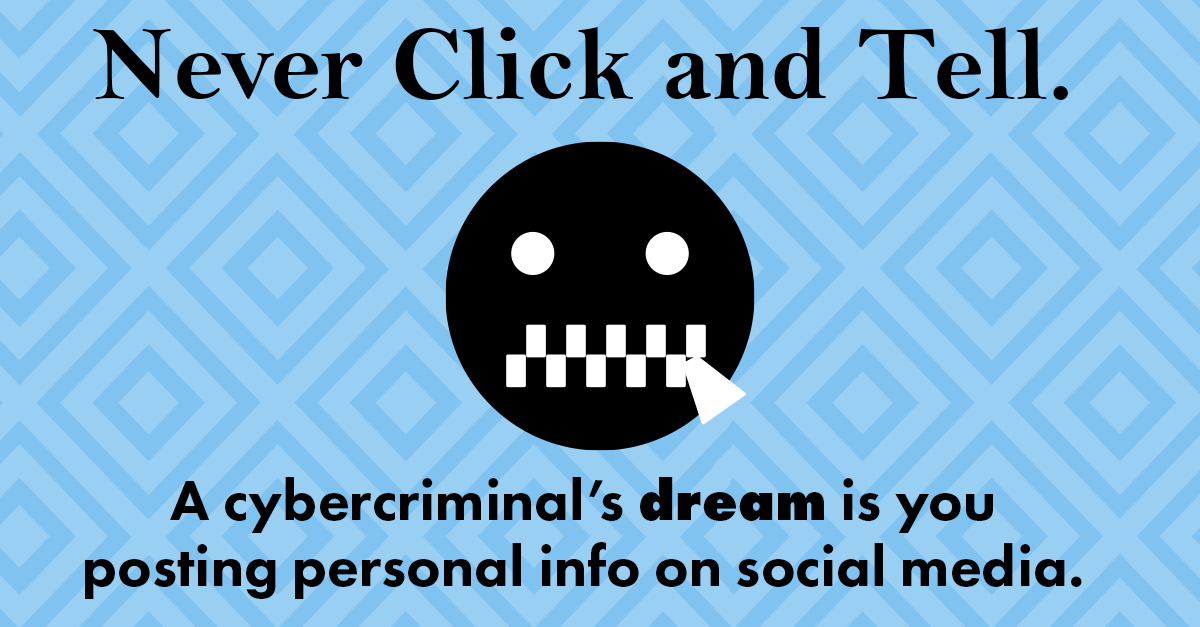 Never Click and Tell.
A cybercriminal’s dream is you
posting personal info on social media.